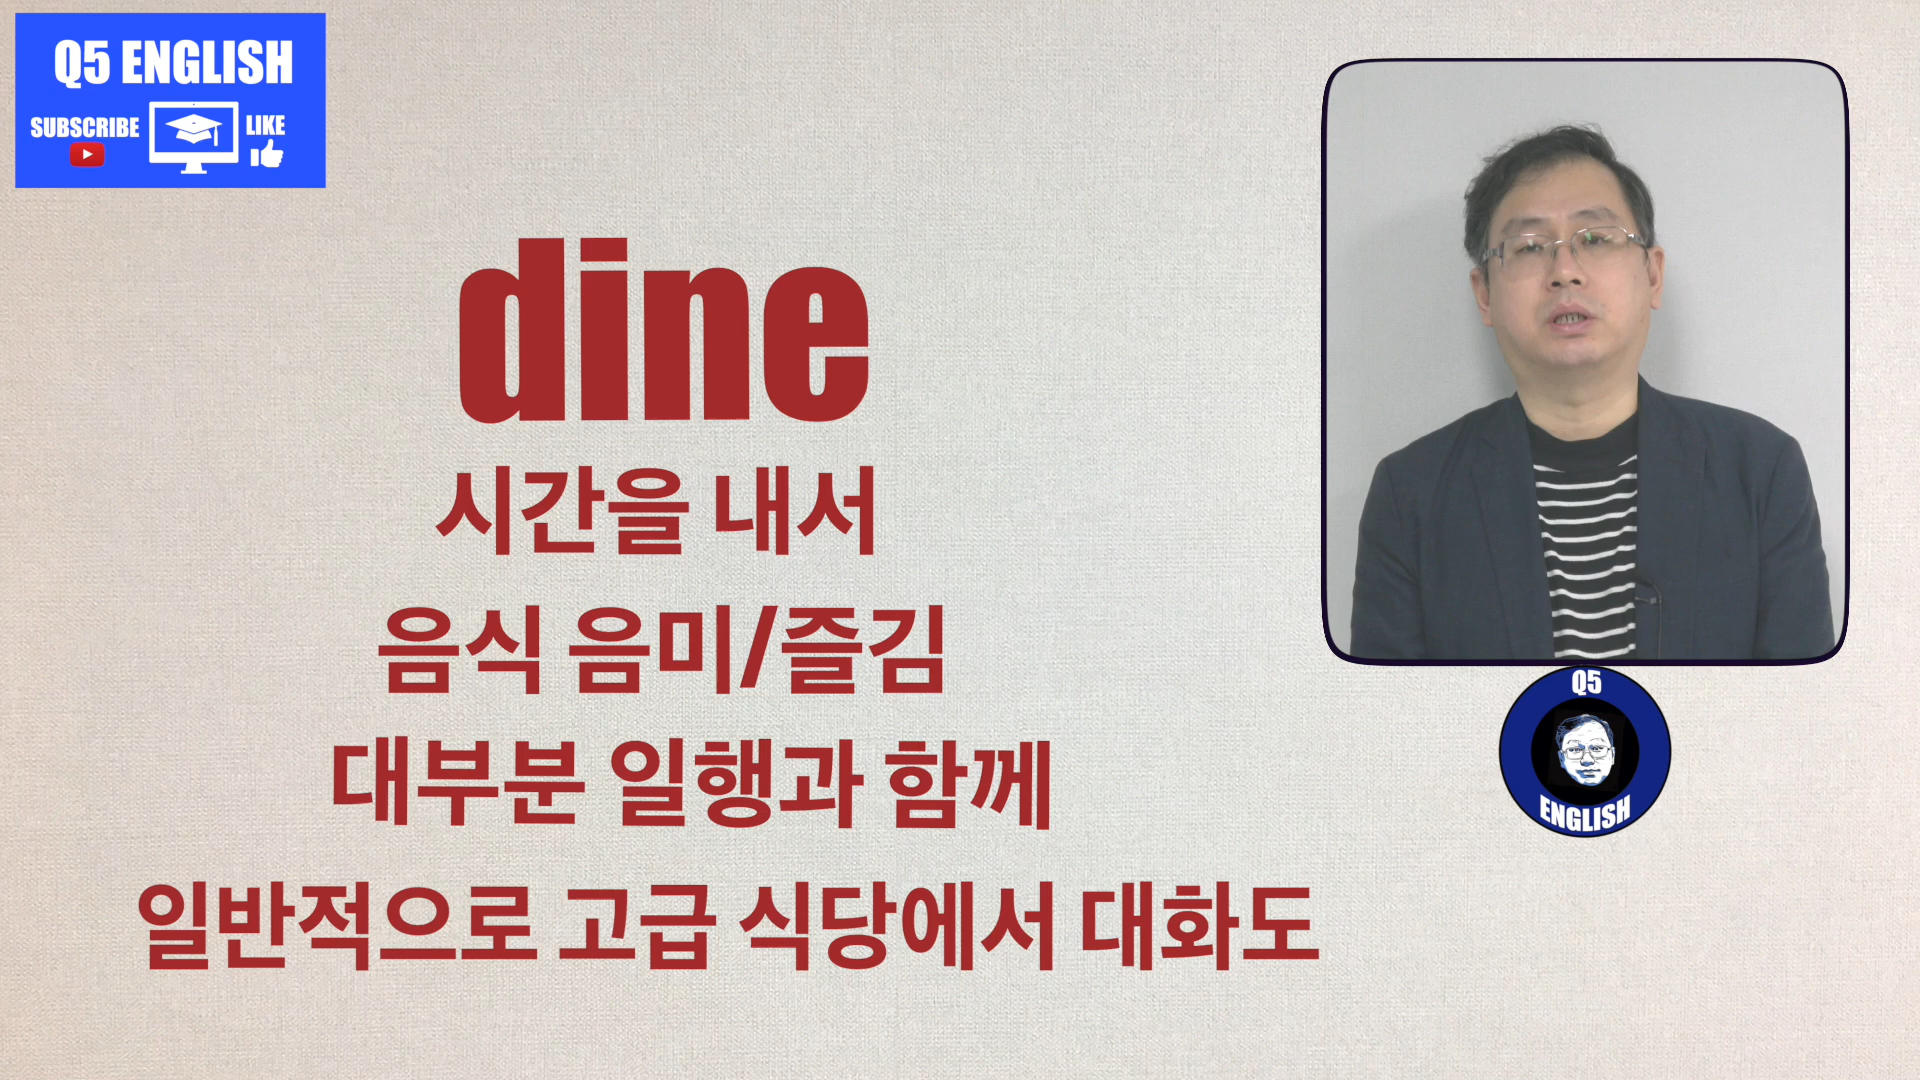 Q5 ENGLISH
SUBSCRIBE
LIKE
dine
시간을 내서
음식 음미/즐김
대부분 일행과 함께
일반적으로 고급 식당에서 대화도
Q5
ENGLISH